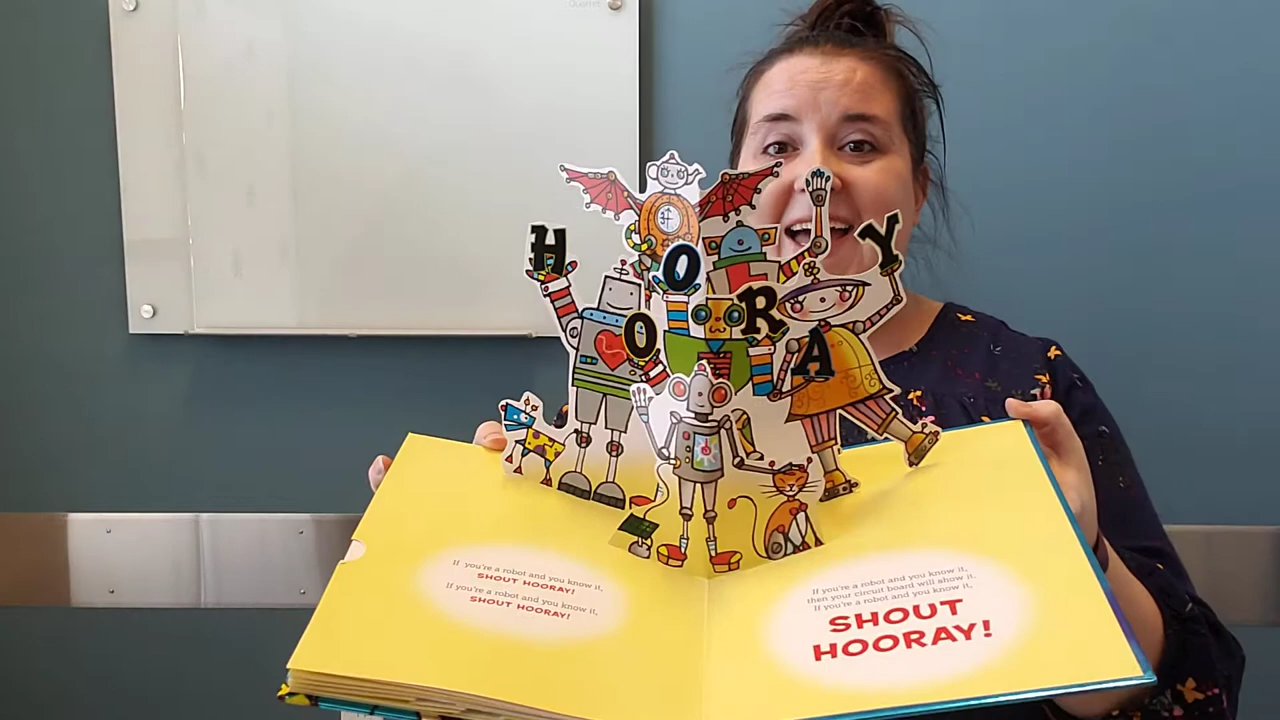 Quartet
H O O R A Y
If you're a robot and you know it,
SHOUT HOORAY!
If you're a robot and you know it,
SHOUT HOORAY!
If you're a robot and you know it,
then your circuit board will show it.
If you're a robot and you know it,
SHOUT
HOORAY!